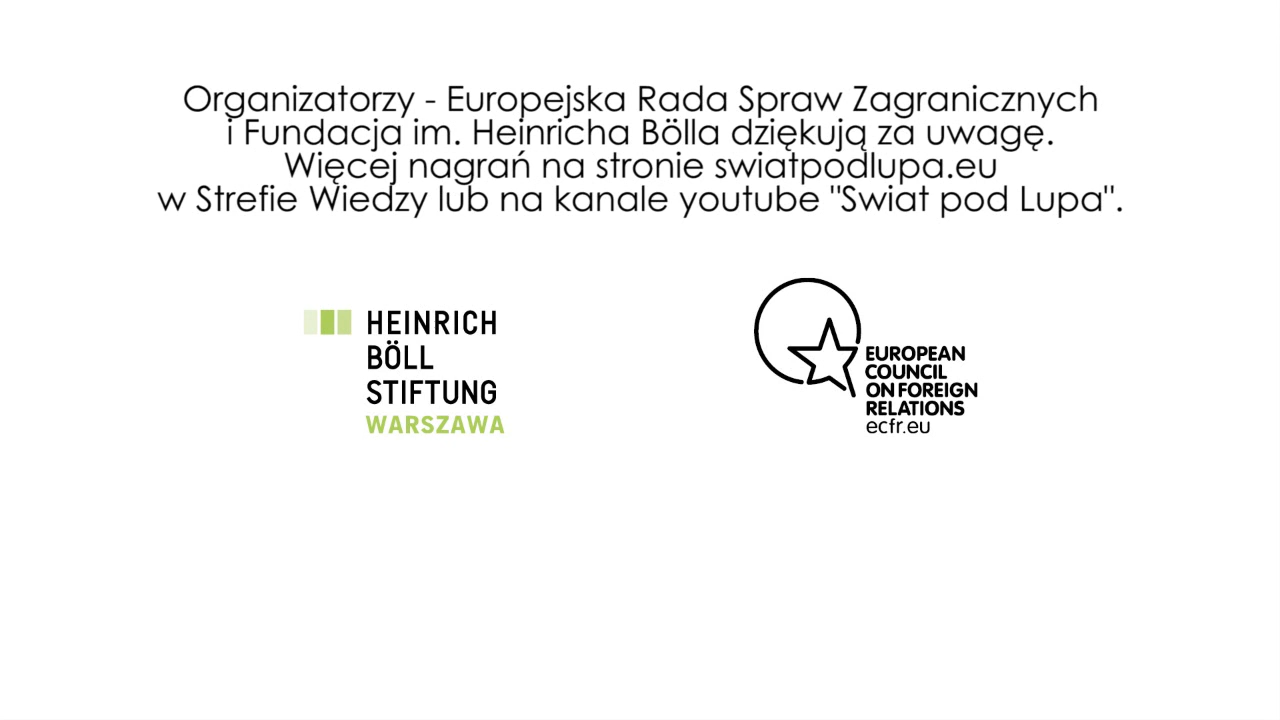 Organizatorzy - Europejska Rada Spraw Zagranicznych
i Fundacja im. Heinricha Bölla dziękują za uwagę.
Więcej nagrań na stronie swiatpodlupa.eu
w Strefie Wiedzy lub na kanale youtube "Swiat pod Lupa".
HEINRICH
BÖLL
STIFTUNG
WARSZAWA
EUROPEAN
COUNCIL
ON FOREIGN
RELATIONS
ecfr.eu